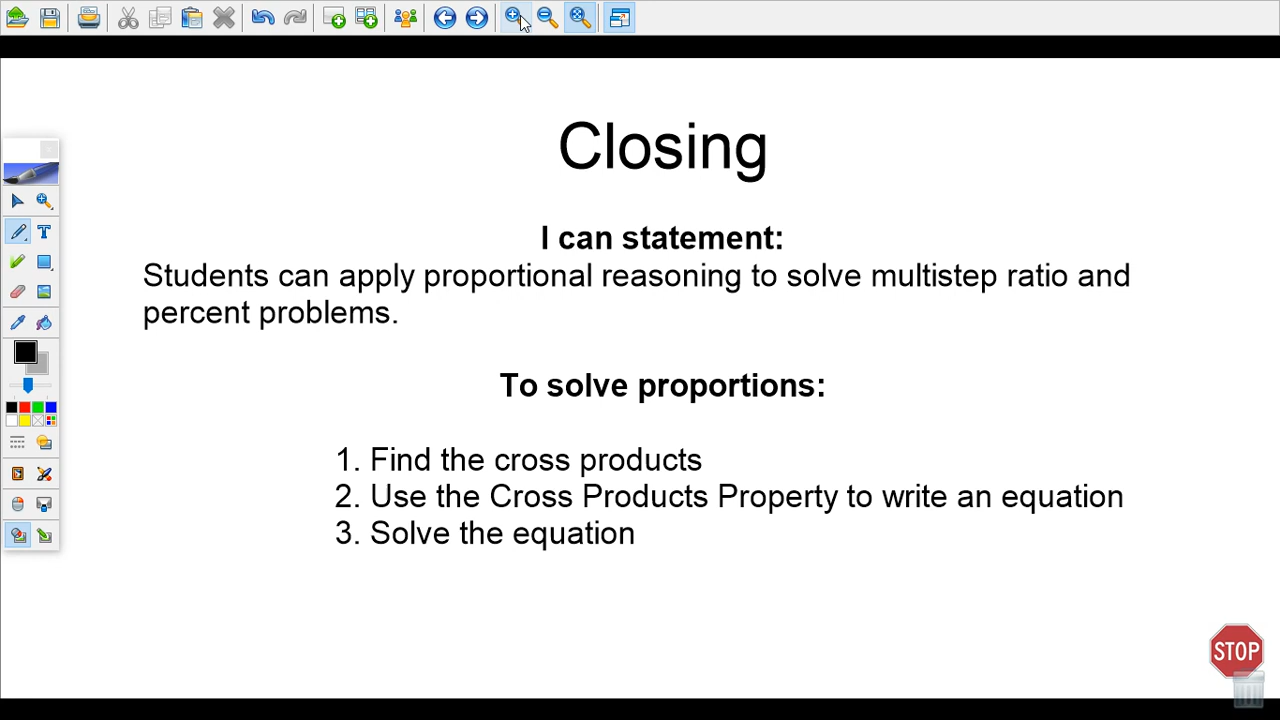 Closing
I can statement:
Students can apply proportional reasoning to solve multistep ratio and
percent problems.
To solve proportions:
1. Find the cross products
2. Use the Cross Products Property to write an equation
3. Solve the equation
STOP